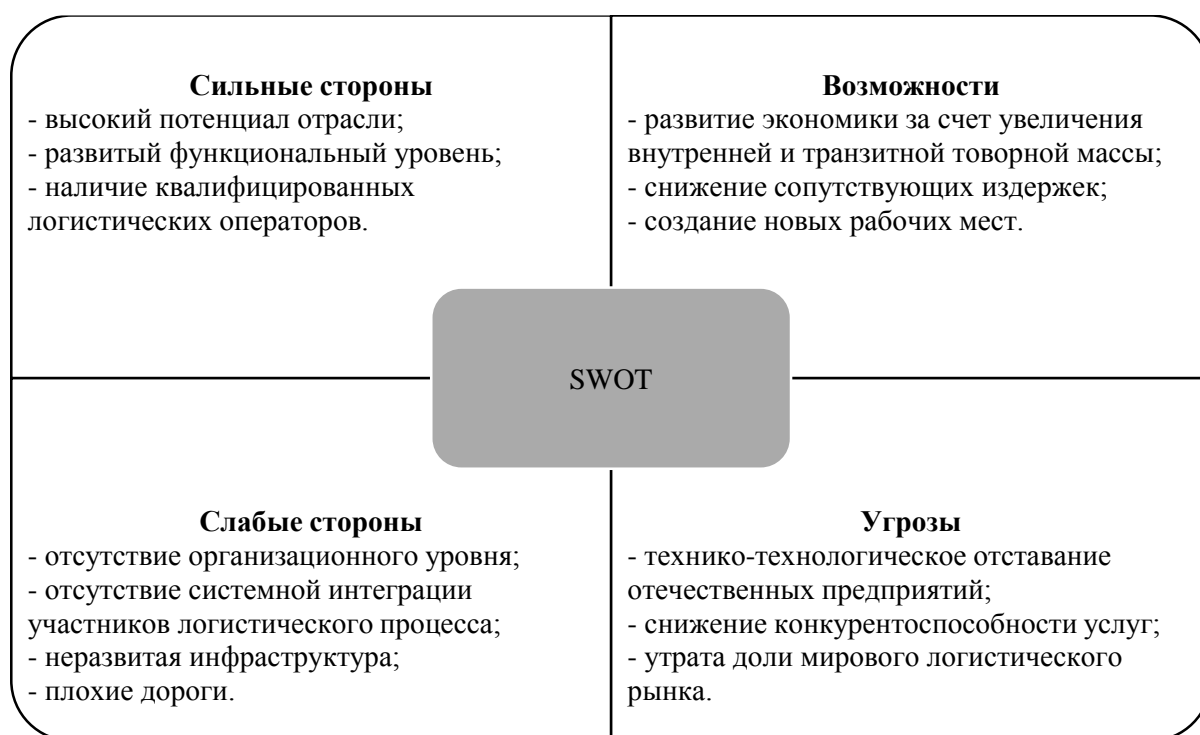 Сильные стороны
- высокий потенциал отрасли;
- развитый функциональный уровень;
- наличие квалифицированных
логистических операторов.
Возможности
- развитие экономики за счет увеличения
внутренней и транзитной товорной массы;
- снижение сопутствующих издержек;
- создание новых рабочих мест.
SWOT
Слабые стороны
- отсутствие организационного уровня;
- отсутствие системной интеграции
участников логистического процесса;
- неразвитая инфраструктура;
- плохие дороги.
Угрозы
- технико-технологическое отставание
отечественных предприятий;
- снижение конкурентоспособности услуг;
- утрата доли мирового логистического
рынка.